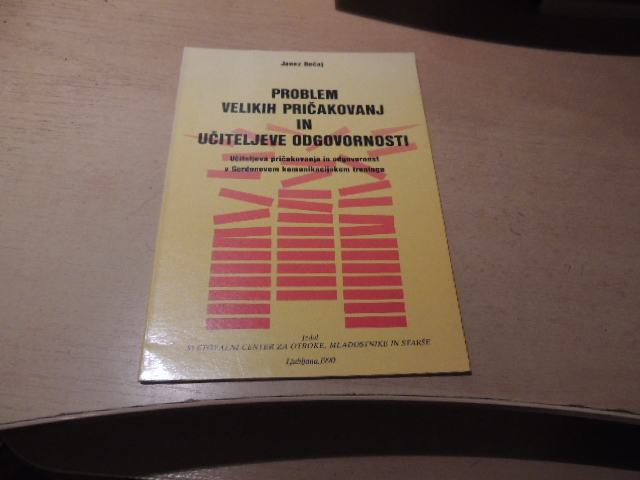 Janez Bečaj
PROBLEM
VELIKIH PRIČAKOVANJ
IN
UČITELJEVE ODGOVORNOSTI
Učiteljeva pričakovanja in odgovornost
v Gordonovem komunikacijskem treningu
Izdal
SVETOVALNI CENTER ZA OTROKE, MLADOSTNIKE IN STARŠE
Ljubljana, 1990